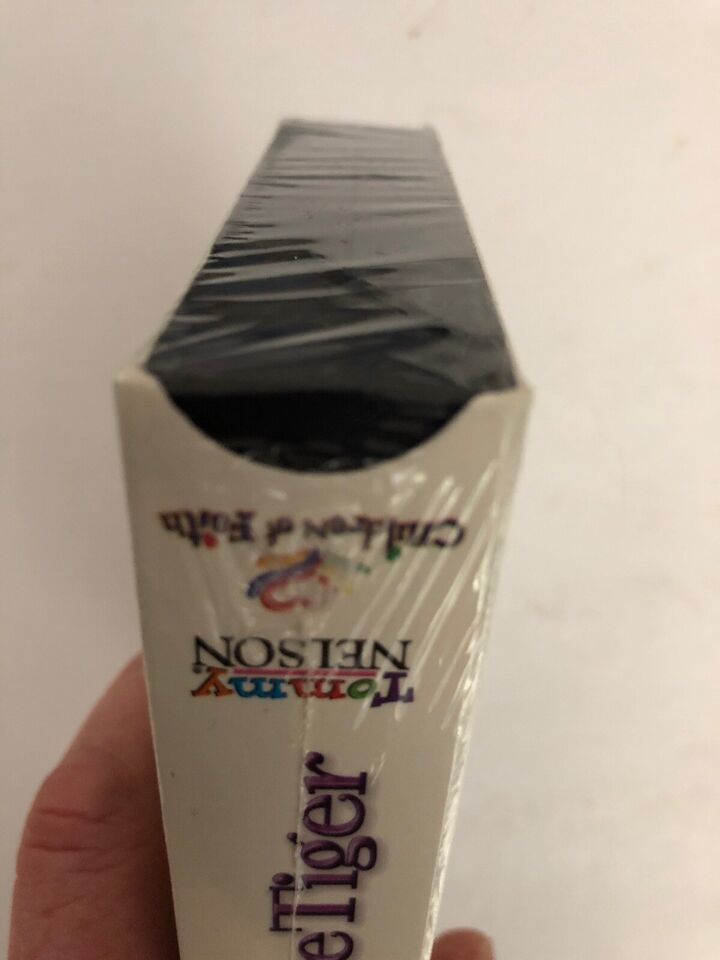 e Tiger
Tommy
NELSON®
Children of Faith